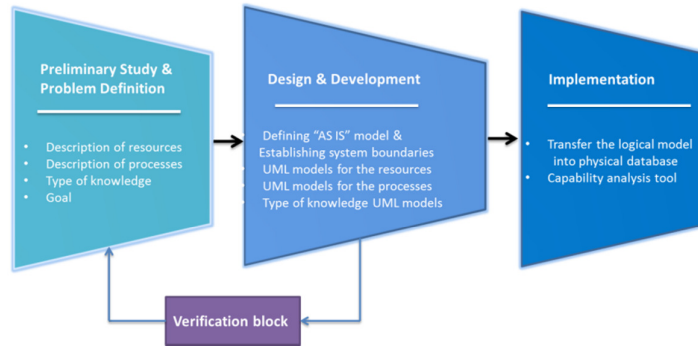 Preliminary Study &
Problem Definition
• Description of resources
• Description of processes
• Type of knowledge
• Goal
Design & Development
• Defining “AS IS” model &
Establishing system boundaries
• UML models for the resources
• UML models for the processes
• Type of knowledge UML models
Implementation
• Transfer the logical model
into physical database
• Capability analysis tool
Verification block